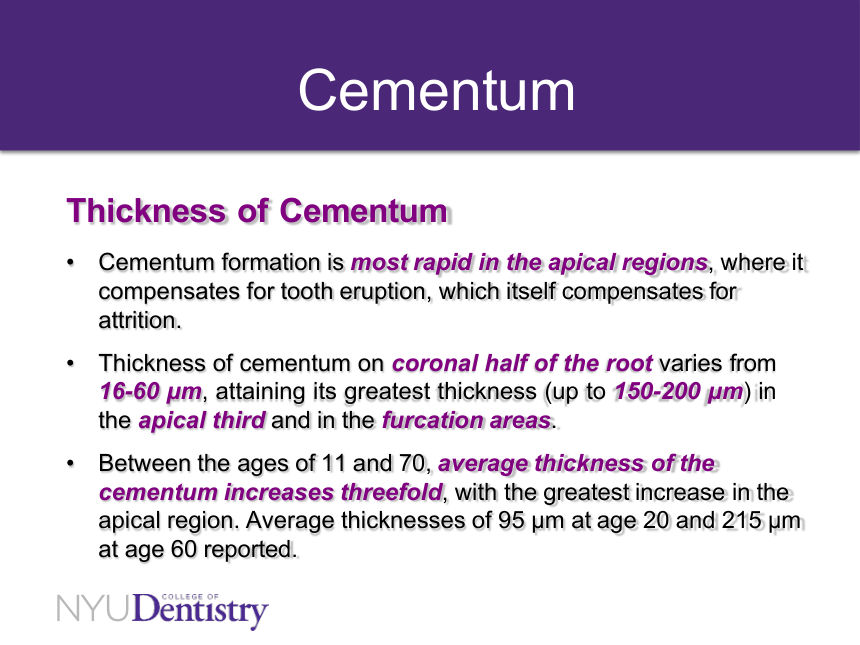 Cementum
Thickness of Cementum
• Cementum formation is most rapid in the apical regions, where it
compensates for tooth eruption, which itself compensates for
attrition.
• Thickness of cementum on coronal half of the root varies from
16-60 μm, attaining its greatest thickness (up to 150-200 μm) in
the apical third and in the furcation areas.
• Between the ages of 11 and 70, average thickness of the
cementum increases threefold, with the greatest increase in the
apical region. Average thicknesses of 95 μm at age 20 and 215 μm
at age 60 reported.
COLLEGE OF
NYU Dentistry